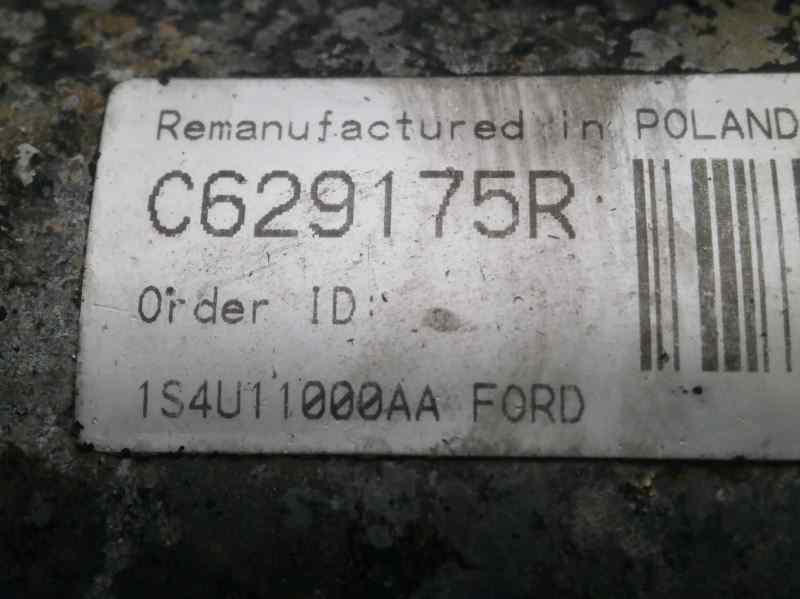 Remanufactured in POLAND
C629175R
Order ID:
1S4U11000AA FORD